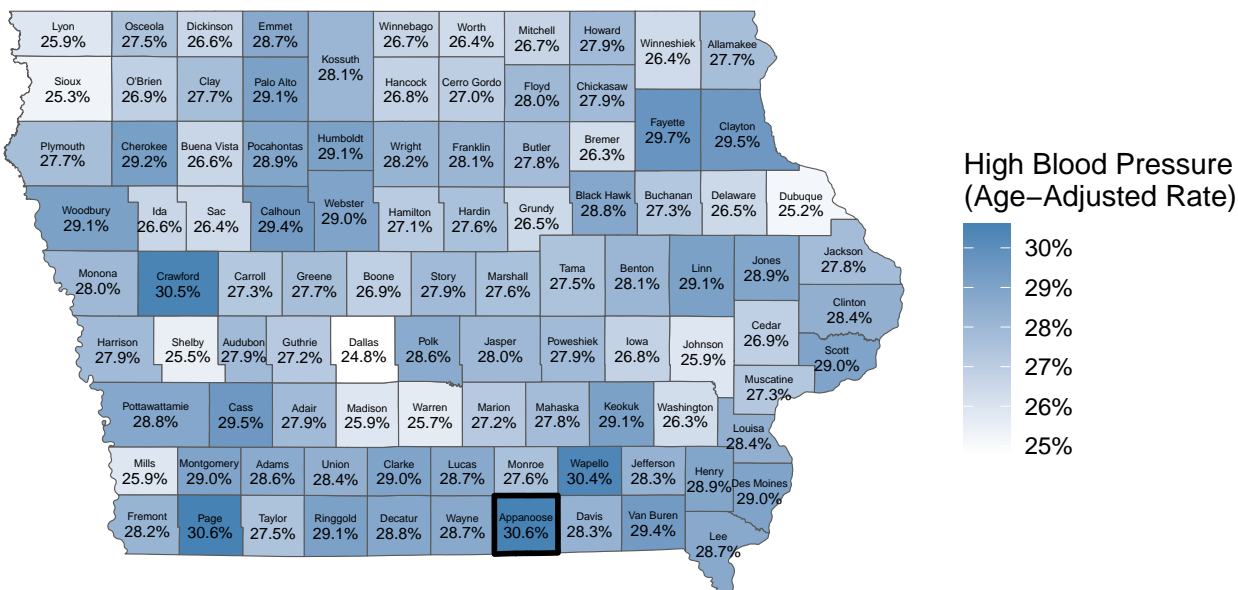 Lyon
25.9%
Osceola
27.5%
Dickinson
26.6%
Emmet
28.7%
Kossuth
28.1%
Winnebago
26.7%
Worth
26.4%
Mitchell
26.7%
Howard
27.9%
Winneshiek
26.4%
Allamakee
27.7%
Sioux
25.3%
O'Brien
26.9%
Clay
27.7%
Palo Alto
29.1%
Hancock
26.8%
Cerro Gordo
27.0%
Floyd
28.0%
Chickasaw
27.9%
Fayette
29.7%
Clayton
29.5%
Plymouth
27.7%
Cherokee
29.2%
Buena Vista
26.6%
Pocahontas
28.9%
Humboldt
29.1%
Wright
28.2%
Franklin
28.1%
Butler
27.8%
Bremer
26.3%
Woodbury
29.1%
Ida
26.6%
Sac
26.4%
Calhoun
29.4%
Webster
29.0%
Hamilton
27.1%
Hardin
27.6%
Grundy
26.5%
Black Hawk
28.8%
Buchanan
27.3%
Delaware
26.5%
Dubuque
25.2%
Monona
28.0%
Crawford
30.5%
Carroll
27.3%
Greene
27.7%
Boone
26.9%
Story
27.9%
Marshall
27.6%
Tama
27.5%
Benton
28.1%
Linn
29.1%
Jones
28.9%
Jackson
27.8%
Clinton
28.4%
Harrison
27.9%
Shelby
25.5%
Audubon
27.9%
Guthrie
27.2%
Dallas
24.8%
Polk
28.6%
Jasper
28.0%
Poweshiek
27.9%
Iowa
26.8%
Johnson
25.9%
Cedar
26.9%
Scott
29.0%
Muscatine
27.3%
Pottawattamie
28.8%
Cass
29.5%
Adair
27.9%
Madison
25.9%
Warren
25.7%
Marion
27.2%
Mahaska
27.8%
Keokuk
29.1%
Washington
26.3%
Louisa
28.4%
Mills
25.9%
Montgomery
29.0%
Adams
28.6%
Union
28.4%
Clarke
29.0%
Lucas
28.7%
Monroe
27.6%
Wapello
30.4%
Jefferson
28.3%
Henry
28.9%
Des Moines
29.0%
Fremont
28.2%
Page
30.6%
Taylor
27.5%
Ringgold
29.1%
Decatur
28.8%
Wayne
28.7%
Appanoose
30.6%
Davis
28.3%
Van Buren
29.4%
Lee
28.7%
High Blood Pressure
(Age−Adjusted Rate)
30%
29%
28%
27%
26%
25%